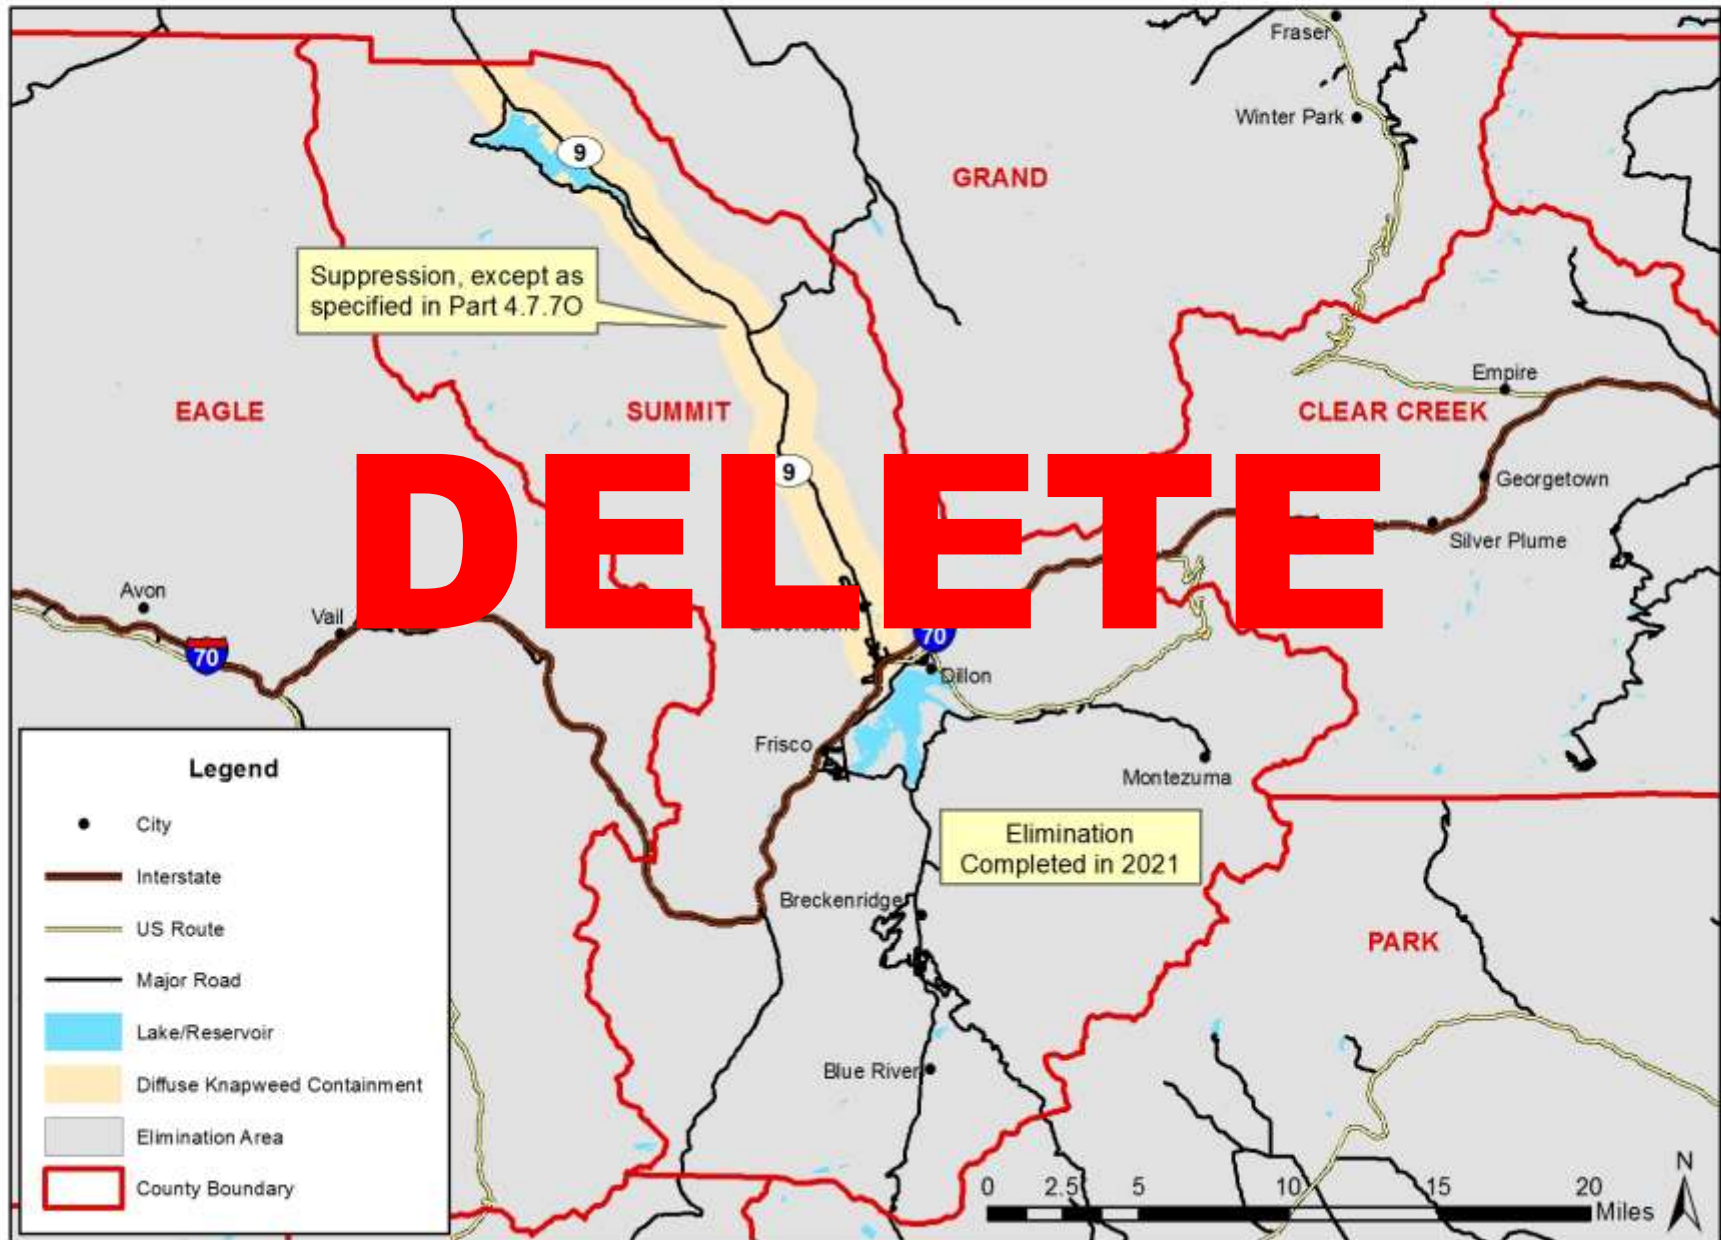 Fraser
Winter Park
9
GRAND
Suppression, except as
specified in Part 4.7.7O
Empire
EAGLE
SUMMIT
CLEAR CREEK
9
Georgetown
DELETE
Silver Plume
Avon
Vail
70
70
Dillon
Frisco
Montezuma
Legend
City
Interstate
US Route
Major Road
Lake/Reservoir
Diffuse Knapweed Containment
Elimination Area
County Boundary
Elimination
Completed in 2021
Breckenridge
PARK
Blue River
N
0 2.5 5 10 15 20
Miles